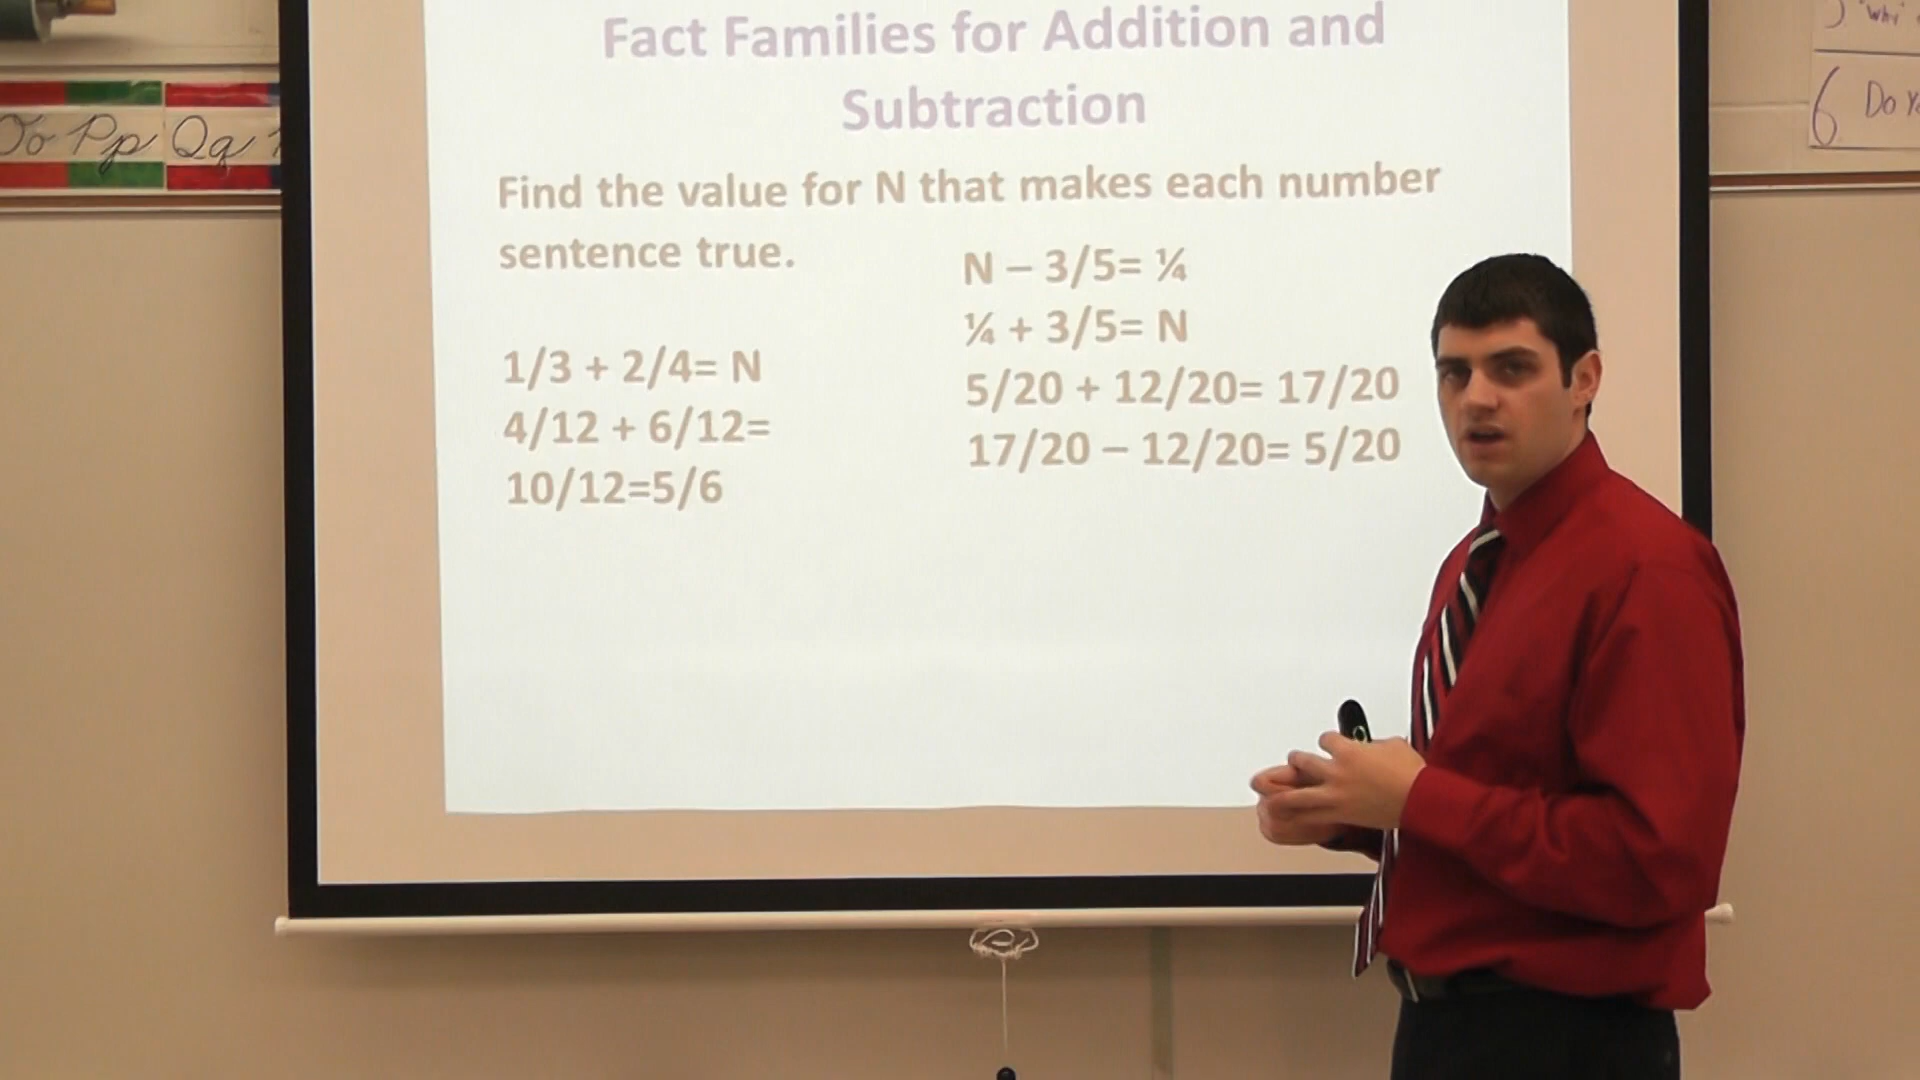 Fact Families for Addition and
Subtraction
Find the value for N that makes each number
sentence true.
1/3 + 2/4= N
4/12 + 6/12=
10/12=5/6
N – 3/5= ¼
¼ + 3/5= N
5/20 + 12/20= 17/20
17/20 – 12/20= 5/20
Oo Pp Qq
"Why"
6 Do